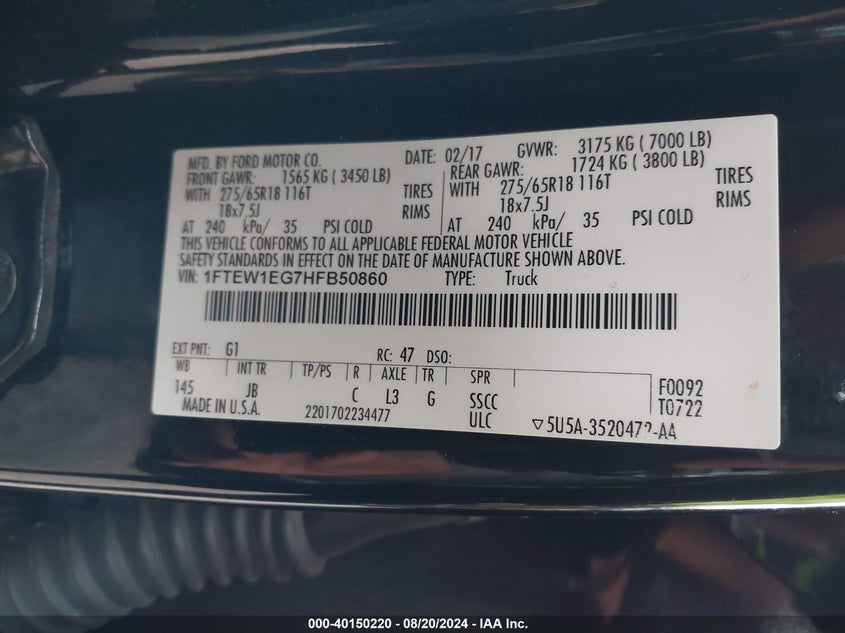 MFD. BY FORD MOTOR CO. DATE: 02/17 GVWR: 3175 KG ( 7000 LB)
FRONT GAWR: 1565 KG ( 3450 LB) REAR GAWR: 1724 KG ( 3800 LB)
WITH 275/65R18 116T TIRES WITH 275/65R18 116T TIRES
18x7.5J RIMS 18x7.5J RIMS
AT 240 kPa/ 35 PSI COLD AT 240 kPa/ 35 PSI COLD
THIS VEHICLE CONFORMS TO ALL APPLICABLE FEDERAL MOTOR VEHICLE
SAFETY STANDARDS IN EFFECT ON THE DATE OF MANUFACTURE SHOWN ABOVE.
VIN: 1FTEW1EG7HFB50860 TYPE: Truck
EXT PNT: G1 RC: 47 DSO:
WB INT TR TP/PS R AXLE TR SPR F0092
145 JB C L3 G SSCC T0722
MADE IN U.S.A. 2201702234477 ULC ▽5U5A-3520472-AA
000-40150220 - 08/20/2024 - IAA Inc.